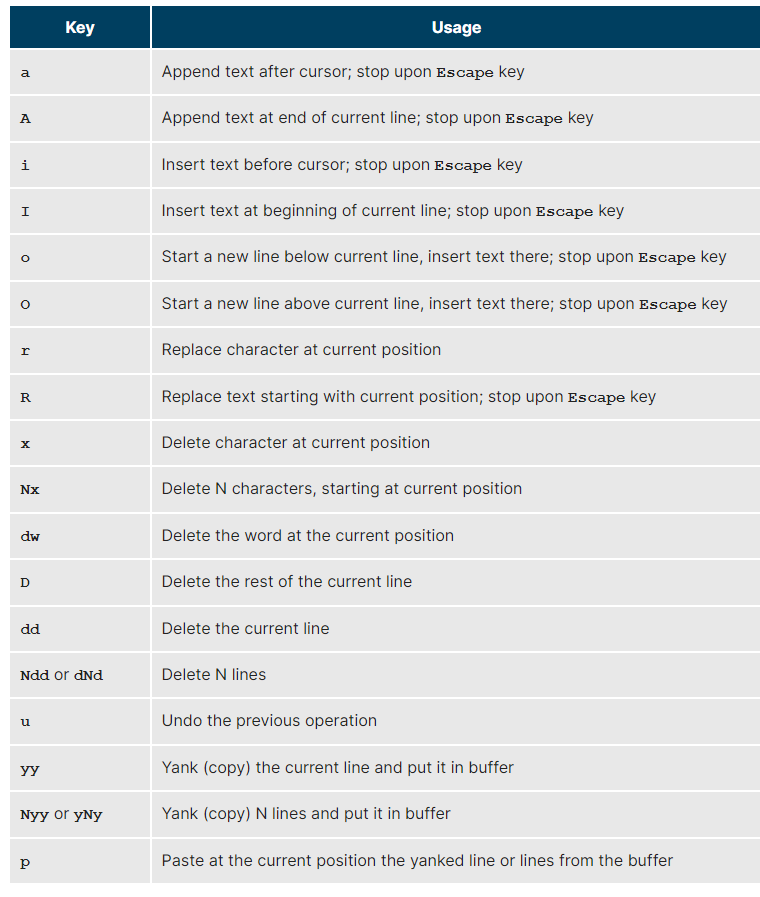 Key Usage
a Append text after cursor; stop upon Escape key
A Append text at end of current line; stop upon Escape key
i Insert text before cursor; stop upon Escape key
I Insert text at beginning of current line; stop upon Escape key
o Start a new line below current line, insert text there; stop upon Escape key
O Start a new line above current line, insert text there; stop upon Escape key
r Replace character at current position
R Replace text starting with current position; stop upon Escape key
x Delete character at current position
Nx Delete N characters, starting at current position
dw Delete the word at the current position
D Delete the rest of the current line
dd Delete the current line
Ndd or dNd Delete N lines
u Undo the previous operation
yy Yank (copy) the current line and put it in buffer
Nyy or yNy Yank (copy) N lines and put it in buffer
p Paste at the current position the yanked line or lines from the buffer